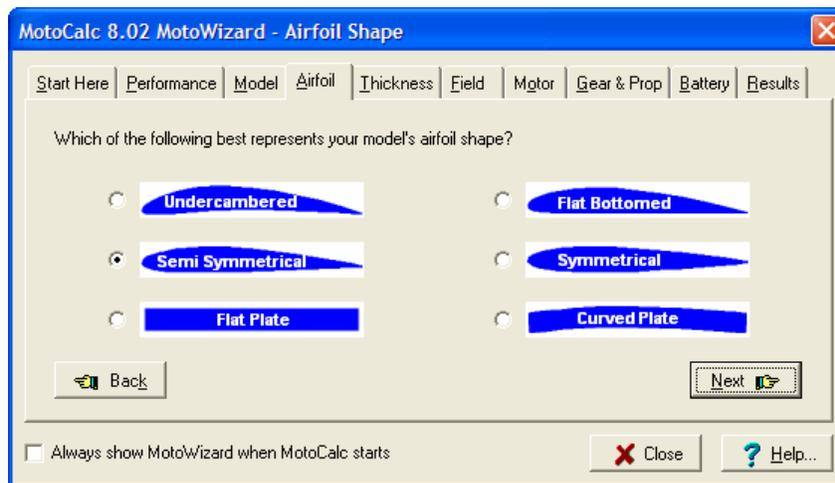 MotoCalc 8.02 MotoWizard - Airfoil Shape
Start Here Performance Model Airfoil Thickness Field Motor Gear & Prop Battery Results
Which of the following best represents your model's airfoil shape?
Undercambered Flat Bottomed
Semi Symmetrical Symmetrical
Flat Plate Curved Plate
Back Next
Always show MotoWizard when MotoCalc starts Close ? Help...